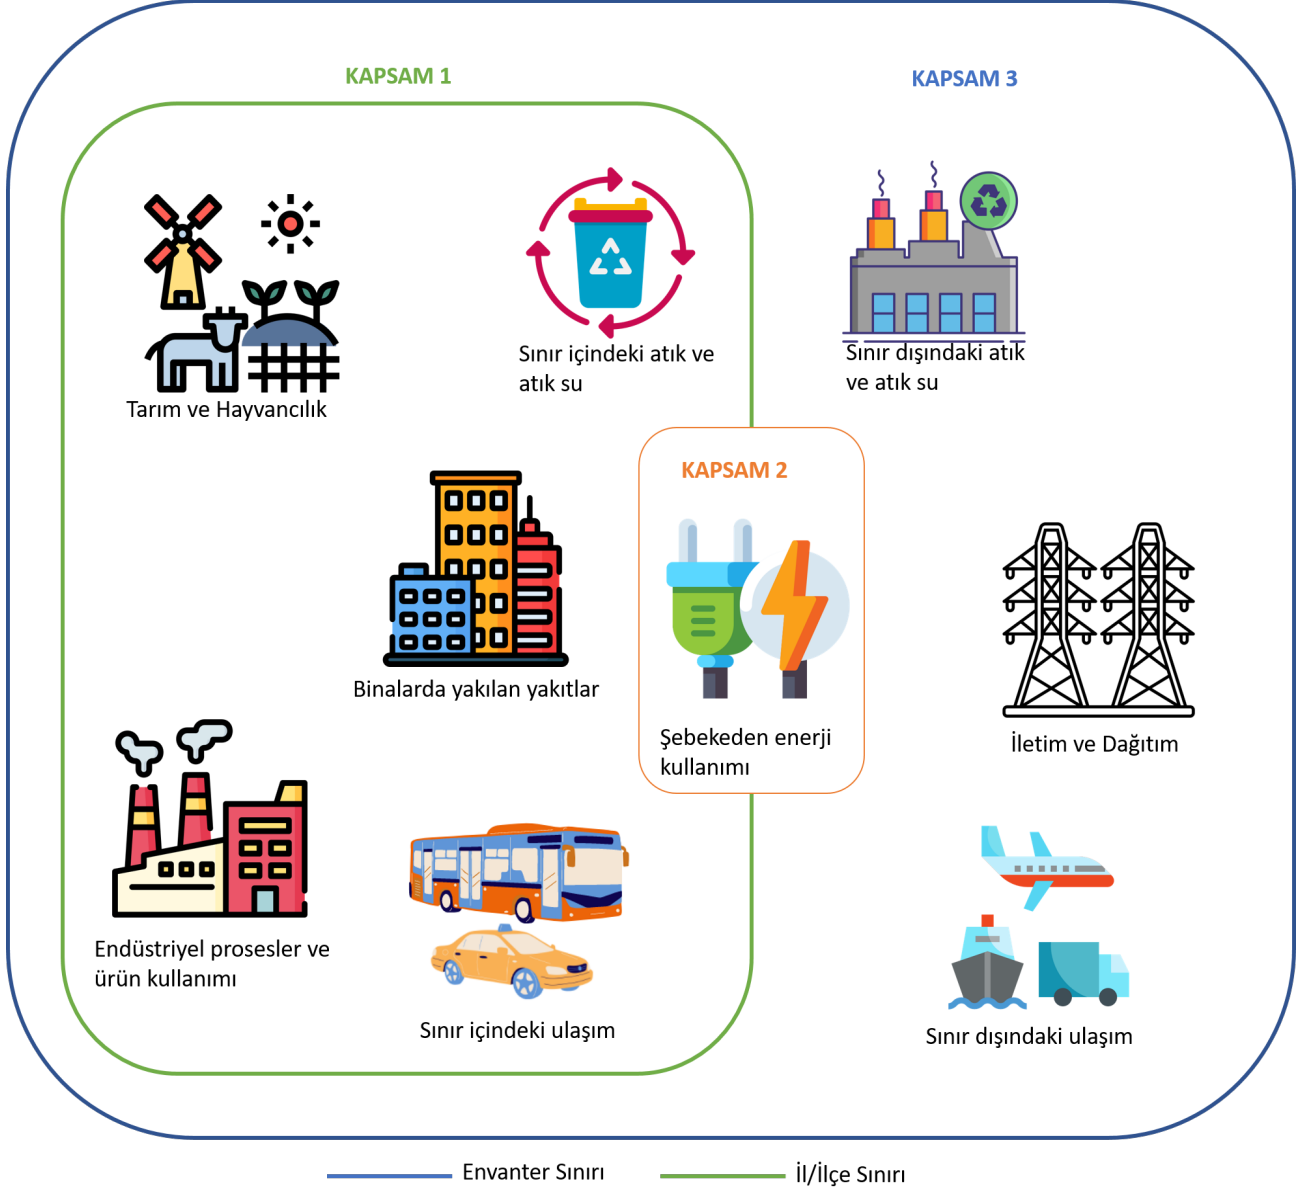 KAPSAM 1
KAPSAM 3
Tarım ve Hayvancılık
Sınır içindeki atık ve
atık su
Sınır dışındaki atık
ve atık su
KAPSAM 2
Binalarda yakılan yakıtlar
Şebekeden enerji
kullanımı
İletim ve Dağıtım
Endüstriyel prosesler ve
ürün kullanımı
Sınır içindeki ulaşım
Sınır dışındaki ulaşım
Envanter Sınırı
İl/İlçe Sınırı